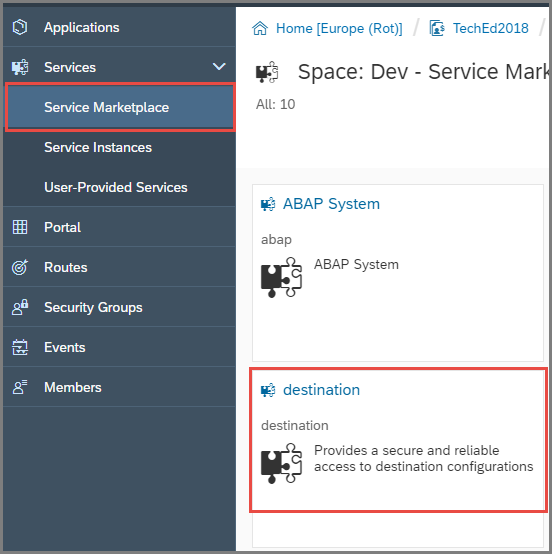 Applications
Services
Service Marketplace
Service Instances
User-Provided Services
Portal
Routes
Security Groups
Events
Members
Home [Europe (Rot)] / TechEd2018 /
Space: Dev - Service Mark
All: 10
ABAP System
abap
ABAP System
destination
destination
Provides a secure and reliable
access to destination configurations